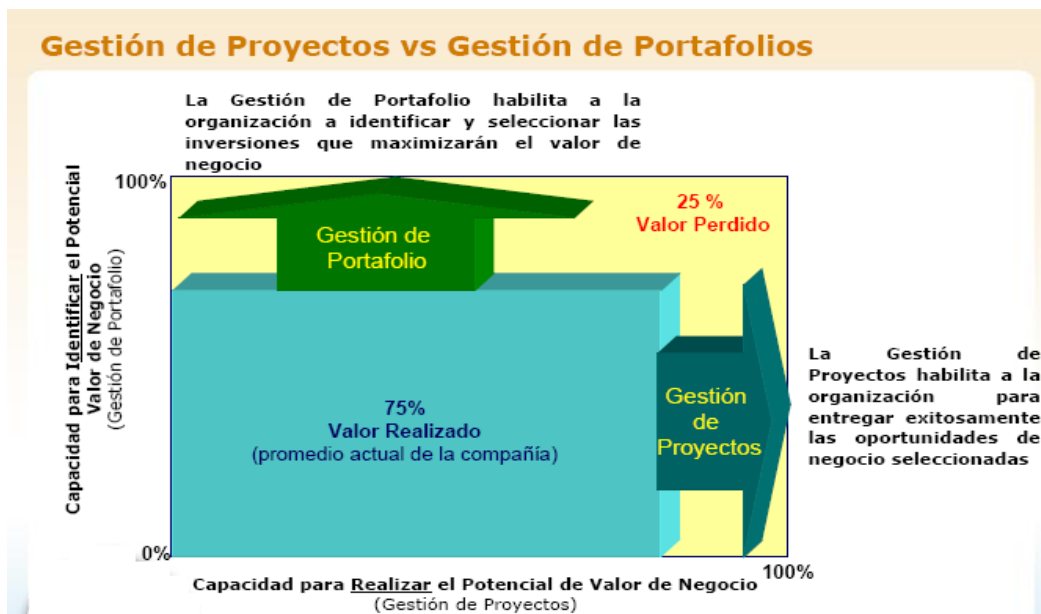 Gestión de Proyectos vs Gestión de Portafolios
La Gestión de Portafolio habilita a la
organización a identificar y seleccionar las
inversiones que maximizarán el valor de
negocio
100%
25 %
Valor Perdido
Gestión de
Portafolio
Capacidad para Identificar el Potencial
Valor de Negocio
(Gestión de Portafolio)
75%
Valor Realizado
(promedio actual de la compañía)
Gestión
de
Proyectos
La Gestión de
Proyectos habilita a la
organización para
entregar exitosamente
las oportunidades de
negocio seleccionadas
0%
100%
Capacidad para Realizar el Potencial de Valor de Negocio
(Gestión de Proyectos)